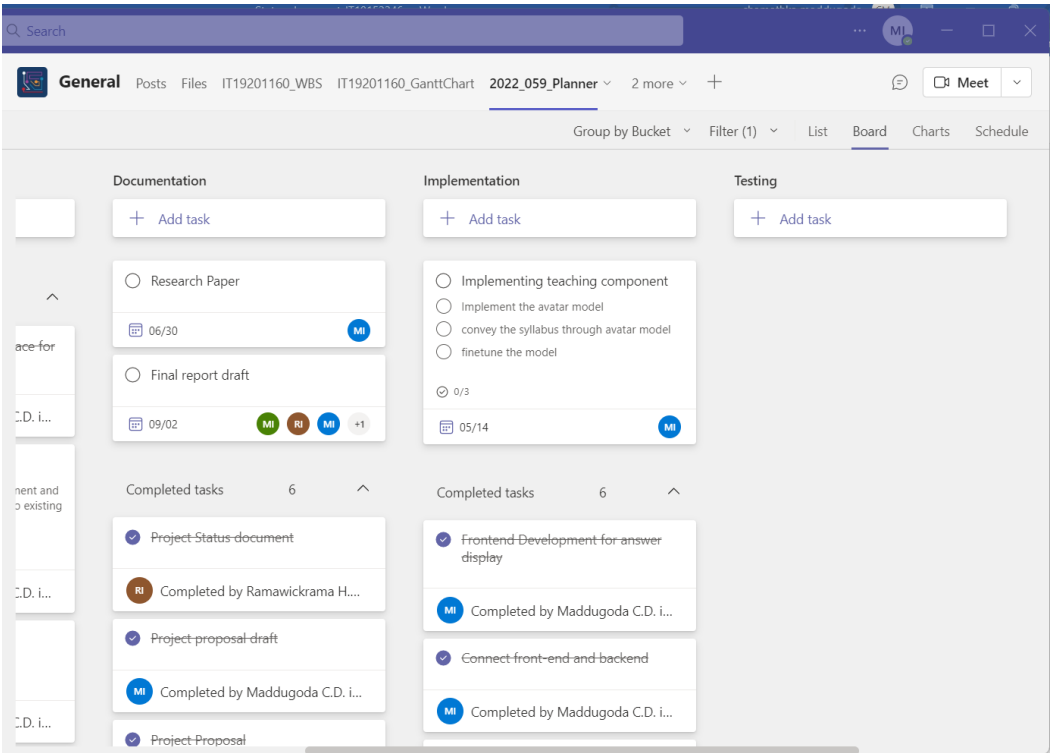 Search
MI
General Posts Files IT19201160_WBS IT19201160_GanttChart 2022_059_Planner 2 more
Meet
Group by Bucket Filter (1) List Board Charts Schedule
Documentation
Add task
Research Paper
06/30 MI
Final report draft
09/02 MI RI MI +1
Completed tasks 6
Project Status document
RI Completed by Ramawickrama H....
Project proposal draft
MI Completed by Maddugoda C.D. i...
Project Proposal
Implementation
Add task
Implementing teaching component
Implement the avatar model
convey the syllabus through avatar model
finetune the model
0/3
05/14 MI
Completed tasks 6
Frontend Development for answer
display
MI Completed by Maddugoda C.D. i...
Connect front-end and backend
MI Completed by Maddugoda C.D. i...
Testing
Add task
ace for
C.D. i...
nent and
o existing
C.D. i...
C.D. i...